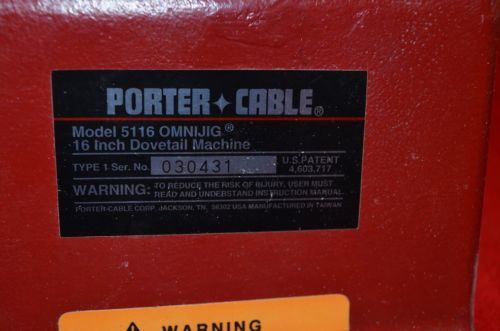 PORTER+CABLE®
Model 5116 OMNIJIG®
16 Inch Dovetail Machine
TYPE 1 Ser. No. 030431 U.S. PATENT 4,603,717
WARNING: TO REDUCE THE RISK OF INJURY, USER MUST READ AND UNDERSTAND INSTRUCTION MANUAL.
PORTER-CABLE CORP. JACKSON, TN, 38302 USA MANUFACTURED IN TAIWAN
WARNING